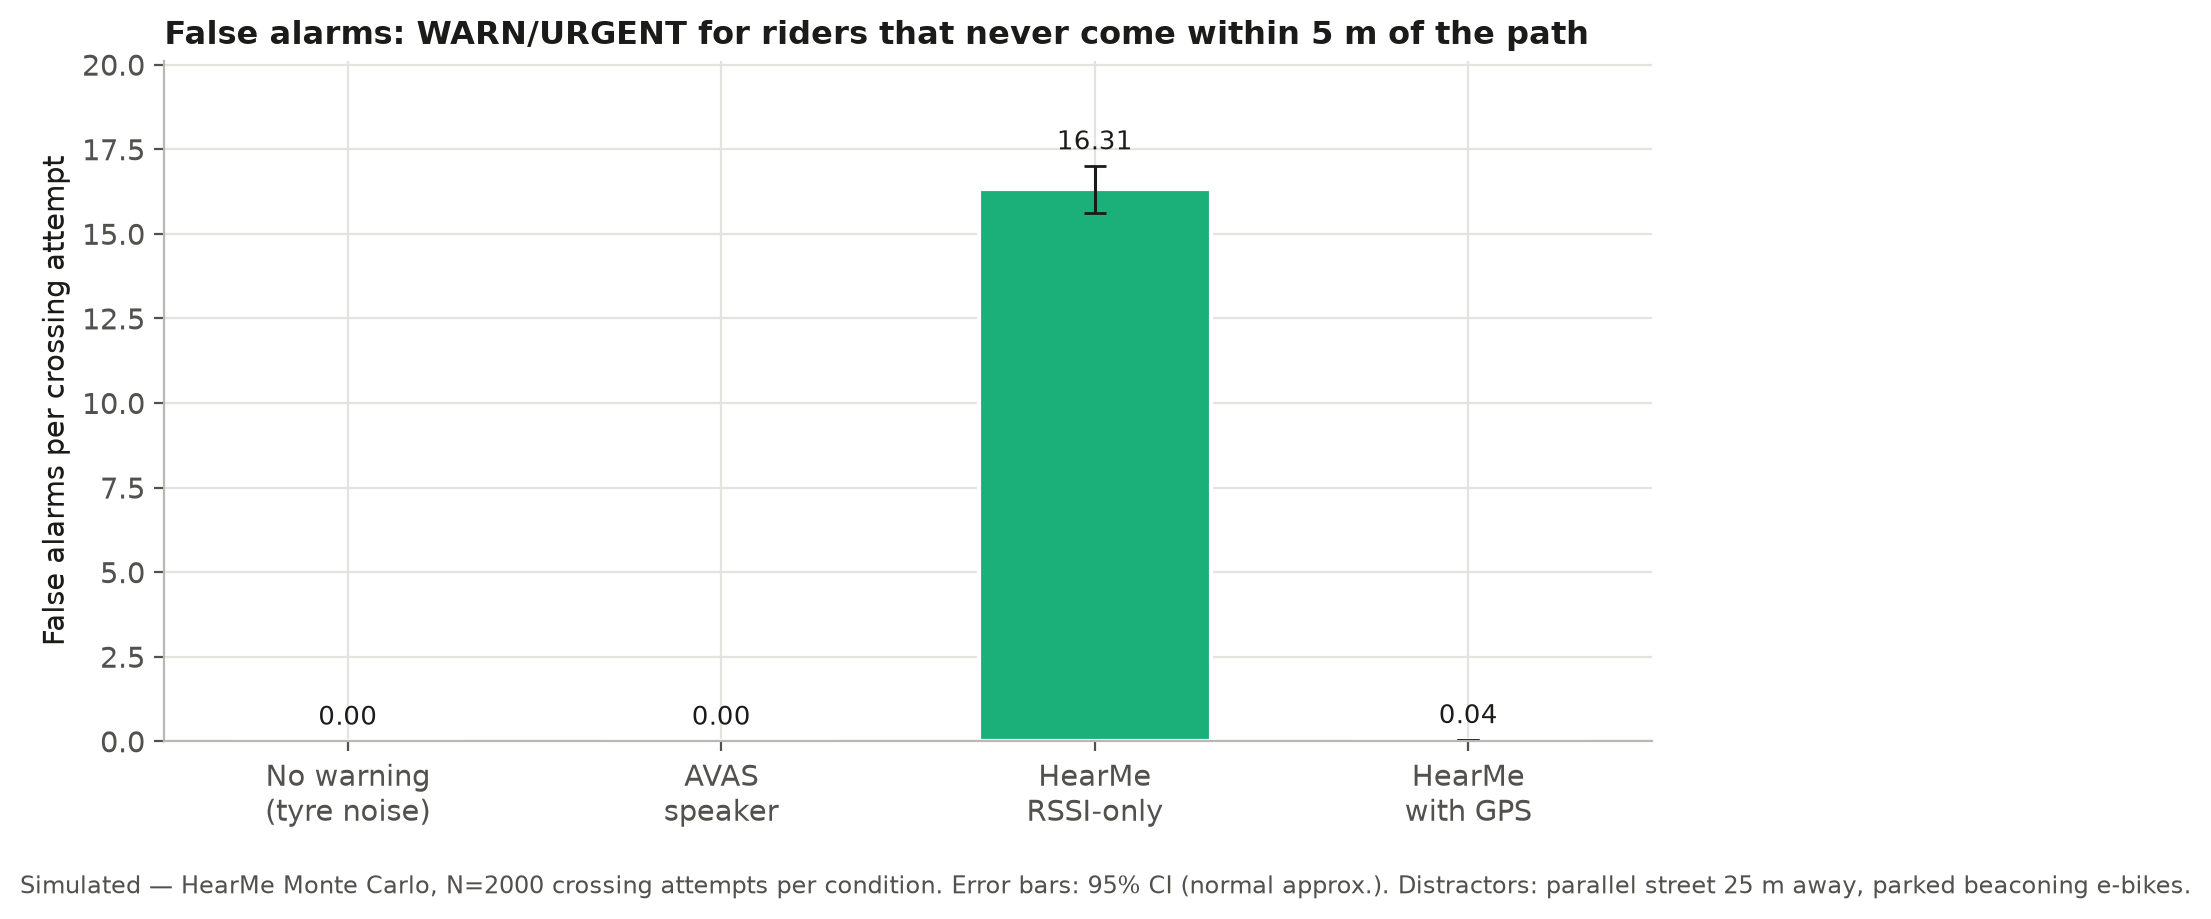 False alarms: WARN/URGENT for riders that never come within 5 m of the path
False alarms per crossing attempt
20.0
17.5
15.0
12.5
10.0
7.5
5.0
2.5
0.0
0.00
0.00
16.31
0.04
No warning
(tyre noise)
AVAS
speaker
HearMe
RSSI-only
HearMe
with GPS
Simulated — HearMe Monte Carlo, N=2000 crossing attempts per condition. Error bars: 95% CI (normal approx.). Distractors: parallel street 25 m away, parked beaconing e-bikes.